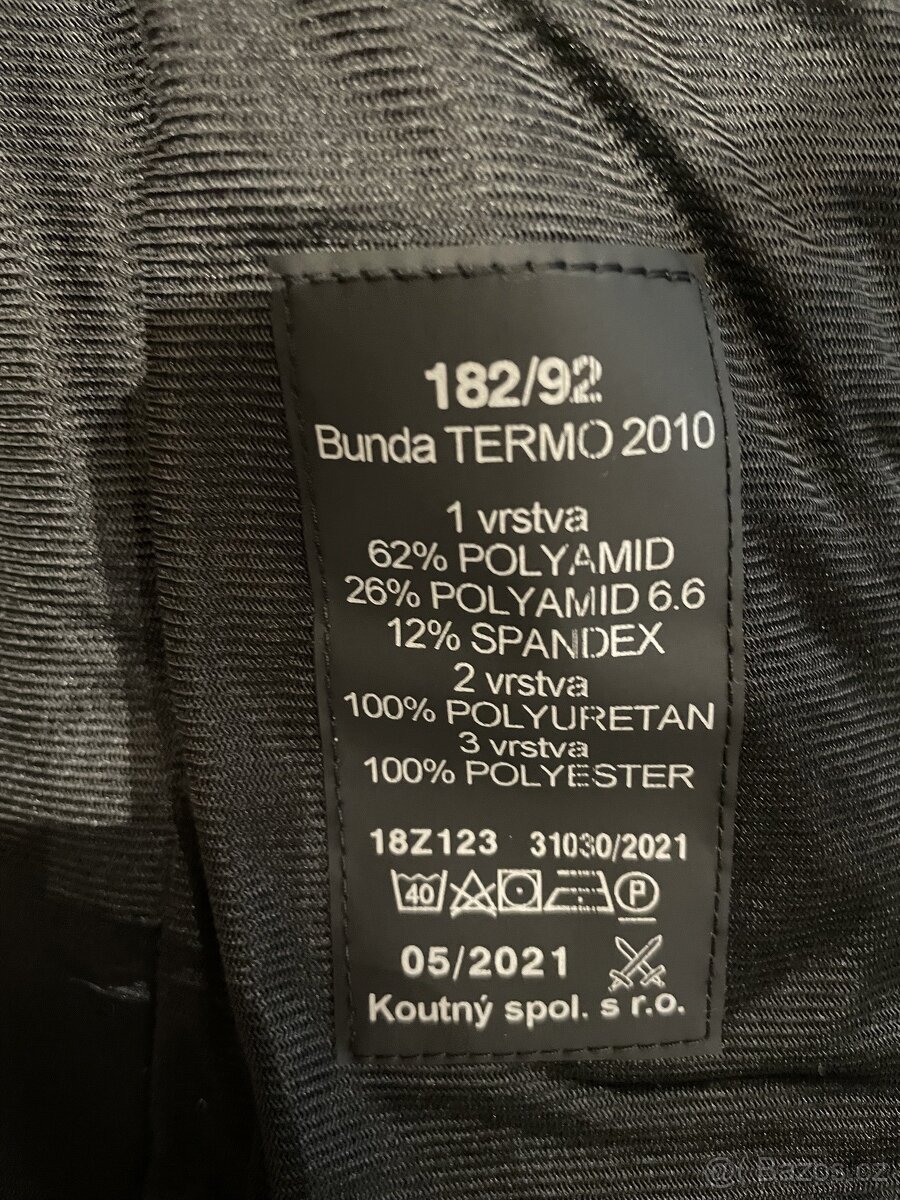 182/92
Bunda TERMO 2010
1 vrstva
62% POLYAMID
26% POLYAMID 6.6
12% SPANDEX
2 vrstva
100% POLYURETAN
3 vrstva
100% POLYESTER
18Z123 31030/2021
40 P
05/2021
Koutný spol. s r.o.
Bazos.cz